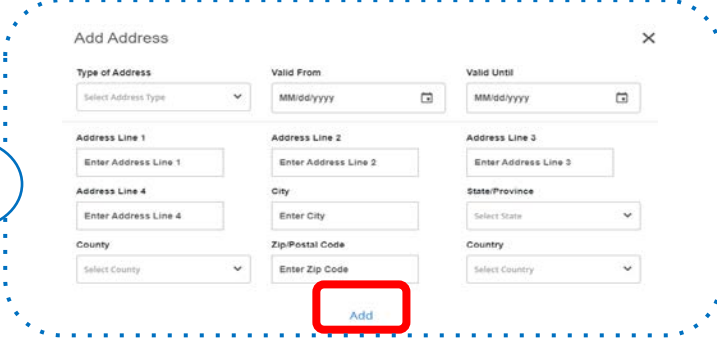 Add Address
Type of Address Valid From Valid Until
Select Address Type MM/dd/yyyy MM/dd/yyyy
Address Line 1 Address Line 2 Address Line 3
Enter Address Line 1 Enter Address Line 2 Enter Address Line 3
Address Line 4 City State/Province
Enter Address Line 4 Enter City Select State
County Zip/Postal Code Country
Select County Enter Zip Code Select Country
Add